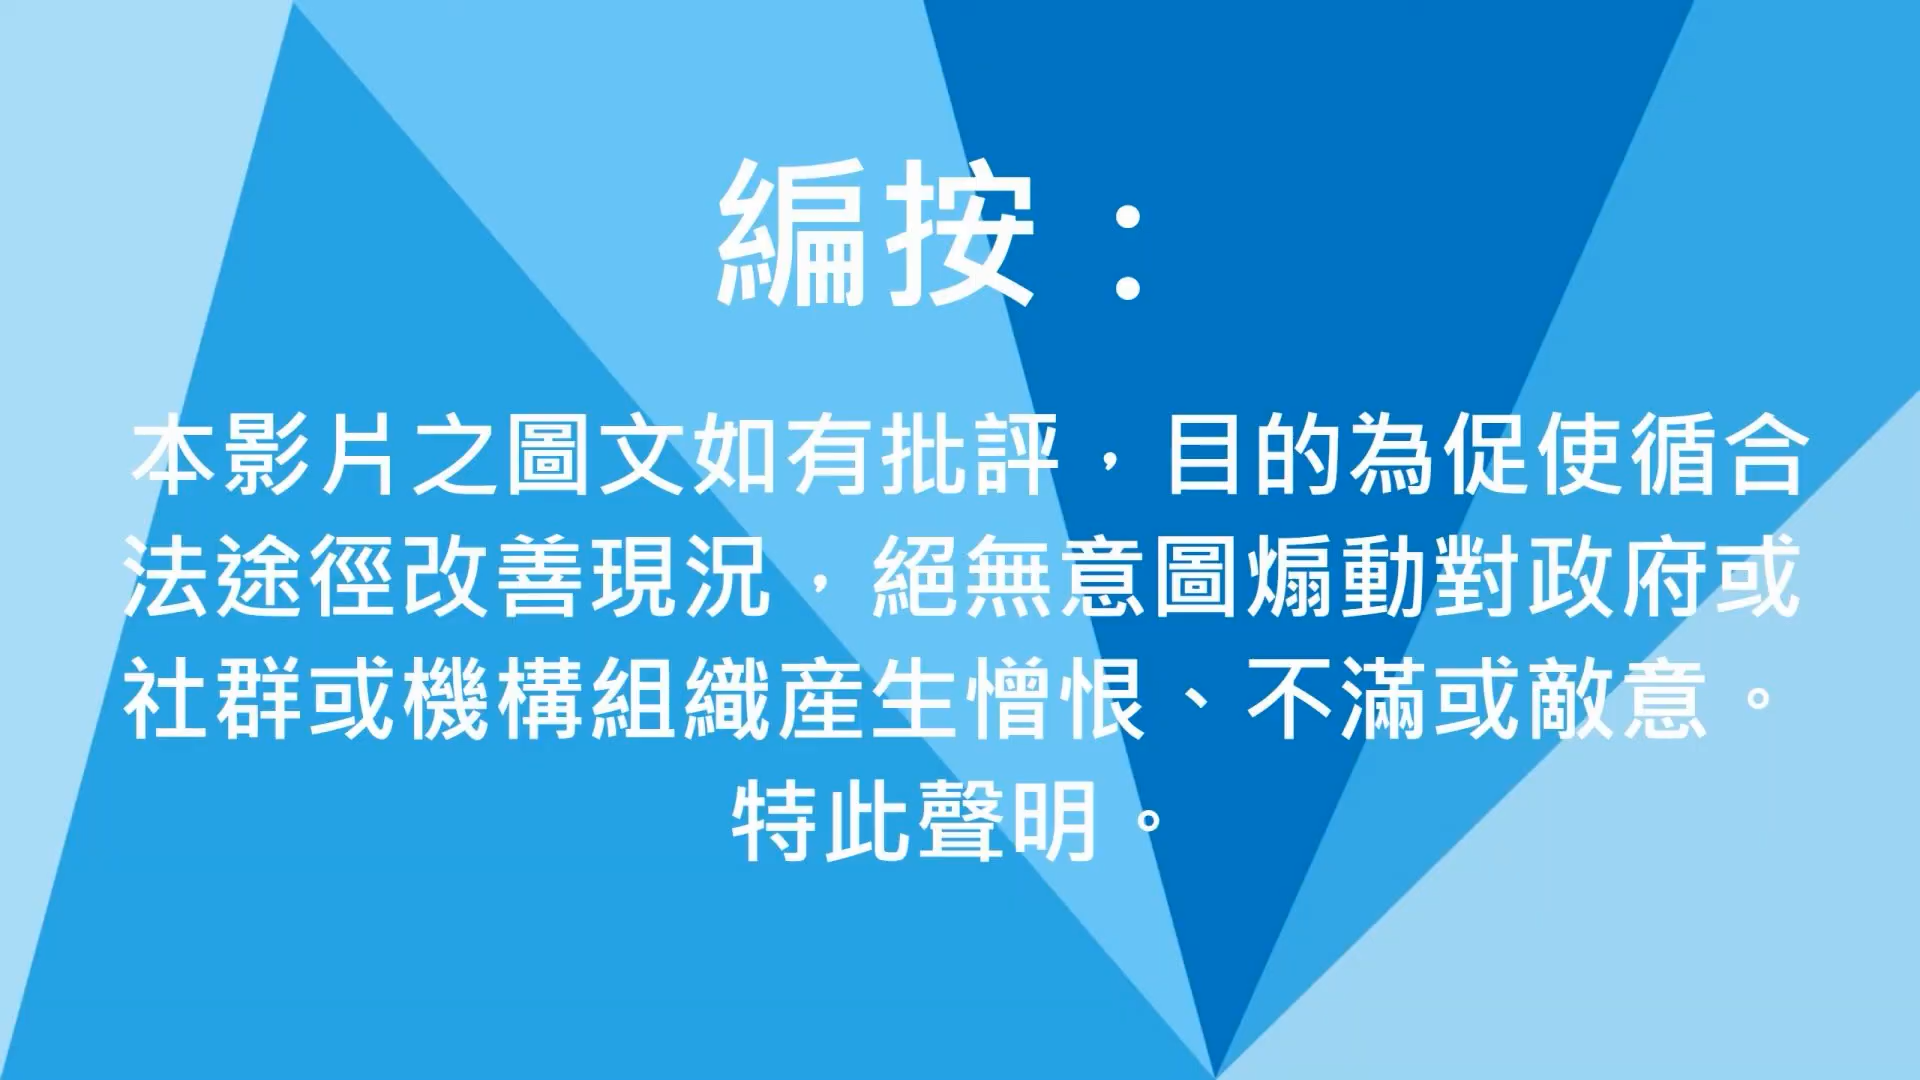 編按：
本影片之圖文如有批評，目的為促使循合
法途徑改善現況，絕無意圖煽動對政府或
社群或機構組織産生憎恨、不滿或敵意。
特此聲明。